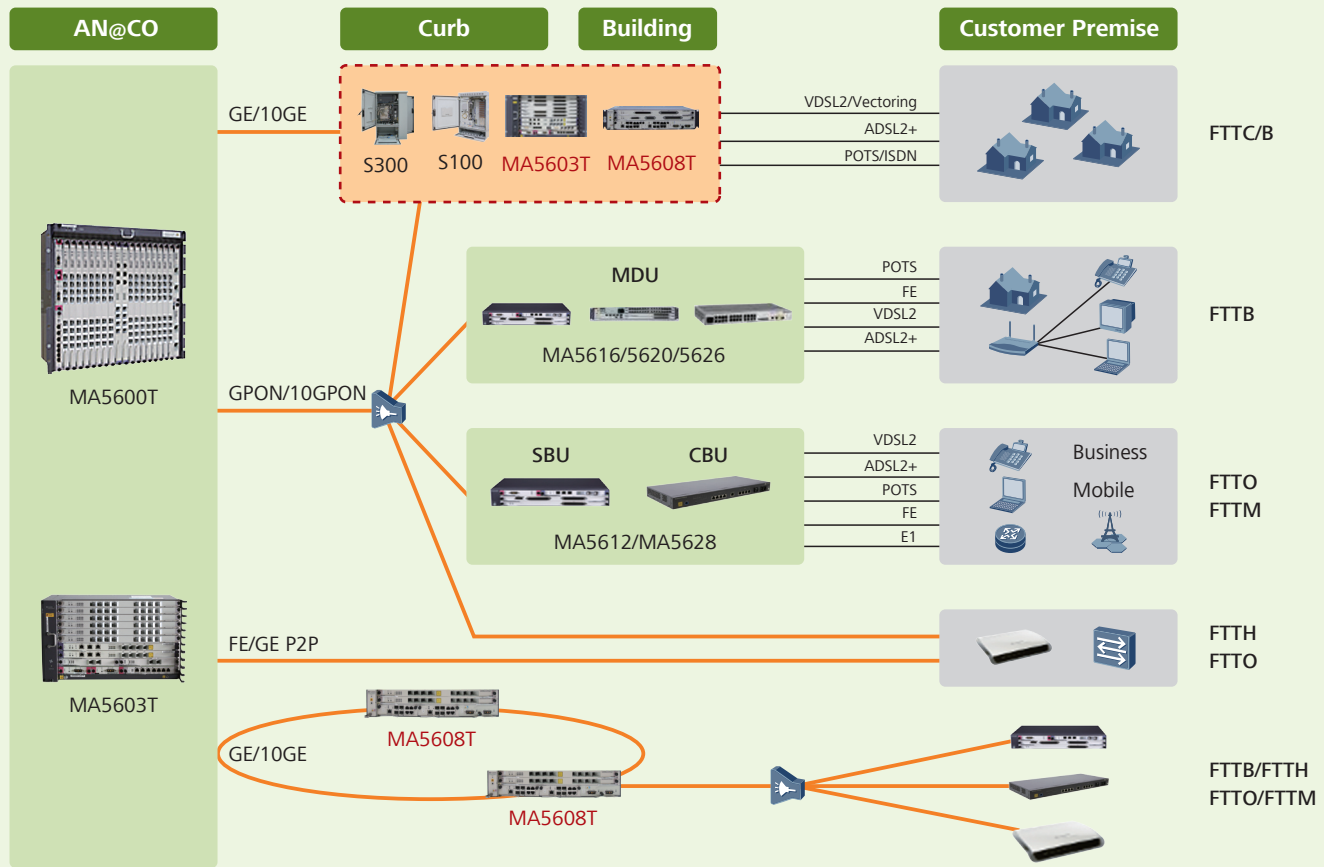 AN@CO
Curb
Building
Customer Premise
GE/10GE
S300
S100
MA5603T
MA5608T
VDSL2/Vectoring
ADSL2+
POTS/ISDN
FTTC/B
MDU
MA5616/5620/5626
POTS
FE
VDSL2
ADSL2+
FTTB
MA5600T
GPON/10GPON
SBU
CBU
MA5612/MA5628
VDSL2
ADSL2+
POTS
FE
E1
Business
Mobile
FTTO
FTTM
MA5603T
FE/GE P2P
FTTH
FTTO
GE/10GE
MA5608T
MA5608T
FTTB/FTTH
FTTO/FTTM